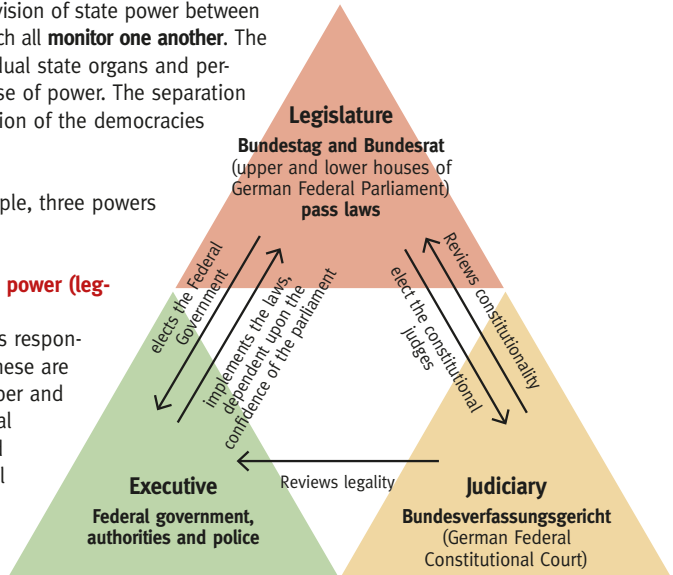 vision of state power between
ch all monitor one another. The
dual state organs and per-
se of power. The separation
ion of the democracies
ple, three powers
power (leg-
s respon-
hese are
per and
al
d
l
Legislature
Bundestag and Bundesrat
(upper and lower houses of
German Federal Parliament)
pass laws
elects the Federal
Government
implements the laws,
dependent upon the
confidence of the parliament
elect the constitutional
judges
Reviews constitutionality
Reviews legality
Executive
Federal government,
authorities and police
Judiciary
Bundesverfassungsgericht
(German Federal
Constitutional Court)